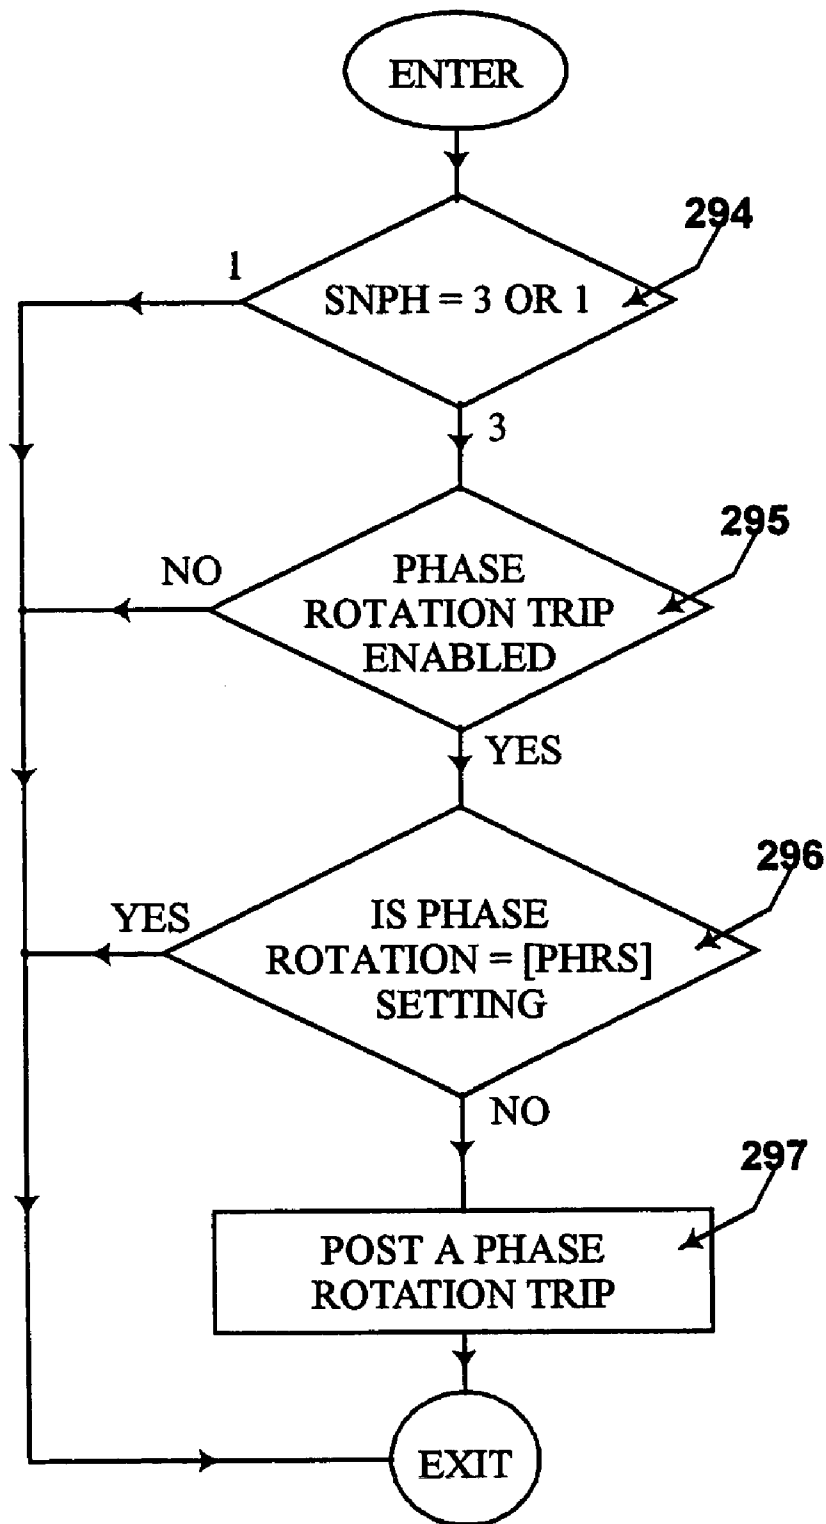 ENTER
294
1
SNPH = 3 OR 1
3
295
NO
PHASE
ROTATION TRIP
ENABLED
YES
296
YES
IS PHASE
ROTATION = [PHRS]
SETTING
NO
297
POST A PHASE
ROTATION TRIP
EXIT